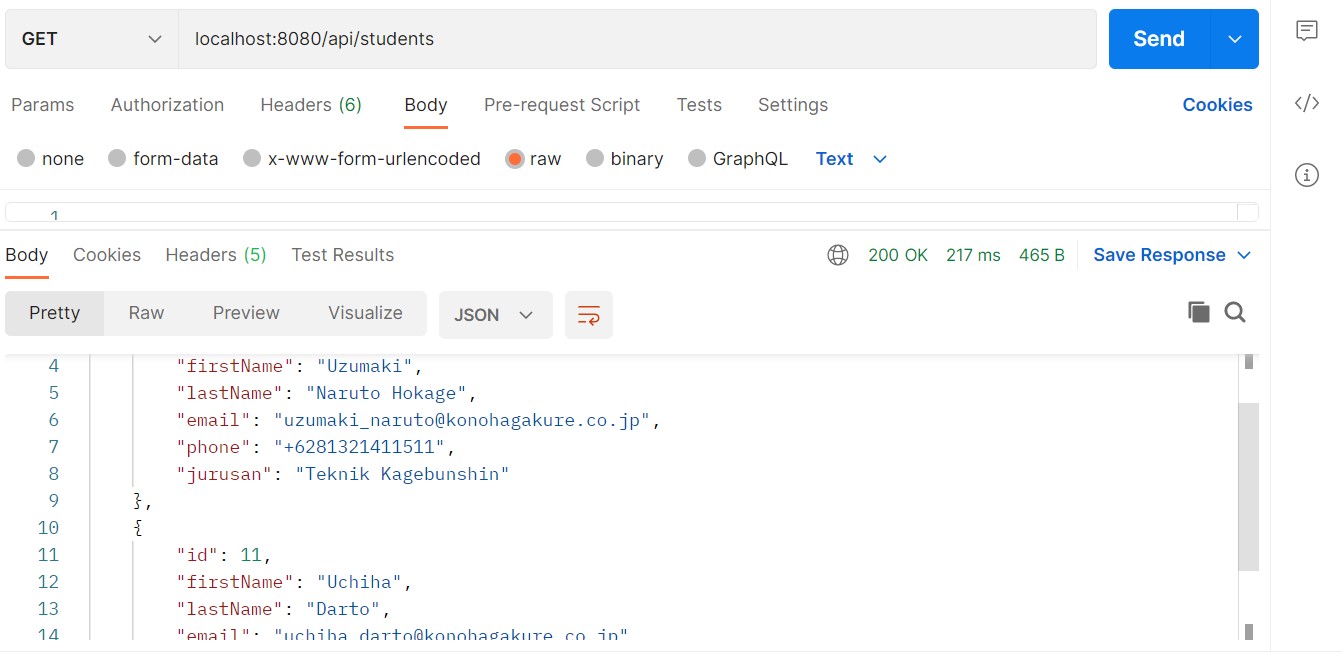 GET localhost:8080/api/students Send
Params Authorization Headers (6) Body Pre-request Script Tests Settings Cookies
none form-data x-www-form-urlencoded raw binary GraphQL Text
1
Body Cookies Headers (5) Test Results 200 OK 217 ms 465 B Save Response
Pretty Raw Preview Visualize JSON
4 "firstName": "Uzumaki",
5 "lastName": "Naruto Hokage",
6 "email": "uzumaki_naruto@konohagakure.co.jp",
7 "phone": "+6281321411511",
8 "jurusan": "Teknik Kagebunshin"
9 },
10 {
11 "id": 11,
12 "firstName": "Uchiha",
13 "lastName": "Darto",
14 "email": "uchiha_darto@konohagakure.co.jp"